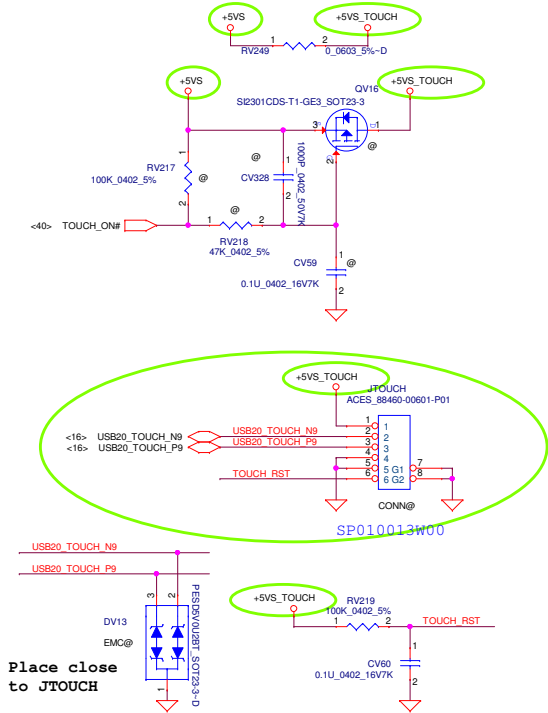 +5VS
+5VS_TOUCH
1
2
RV249
0_0603_5%~D
+5VS
+5VS_TOUCH
QV16
SI2301CDS-T1-GE3_SOT23-3
3
S
D
1
G
2
@
1
RV217
100K_0402_5%
@
2
@
1
CV328
2
1000P_0402_50V7K
<40> TOUCH_ON#
@
1
2
RV218
47K_0402_5%
CV59
1
@
0.1U_0402_16V7K
2
+5VS_TOUCH
JTOUCH
ACES_88460-00601-P01
<16> USB20_TOUCH_N9
USB20_TOUCH_N9
<16> USB20_TOUCH_P9
USB20_TOUCH_P9
TOUCH_RST
1 1
2 2
3 3
4 4
5 5 G1 7
6 6 G2 8
CONN@
SP010013W00
USB20_TOUCH_N9
USB20_TOUCH_P9
3
2
DV13
EMC@
PESD5V0U2BT_SOT23-3~D
1
Place close
to JTOUCH
+5VS_TOUCH
RV219
100K_0402_5%
1
2
TOUCH_RST
1
CV60
0.1U_0402_16V7K
2